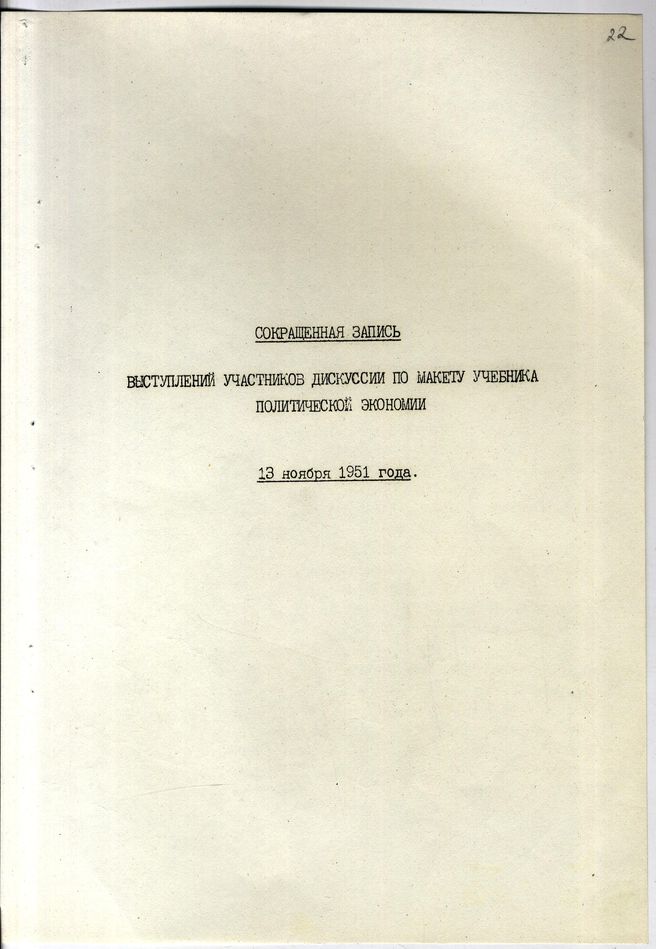 22
СОКРАЩЕННАЯ ЗАПИСЬ
ВЫСТУПЛЕНИЙ УЧАСТНИКОВ ДИСКУССИИ ПО МАКЕТУ УЧЕБНИКА
ПОЛИТИЧЕСКОЙ ЭКОНОМИИ
13 ноября 1951 года.